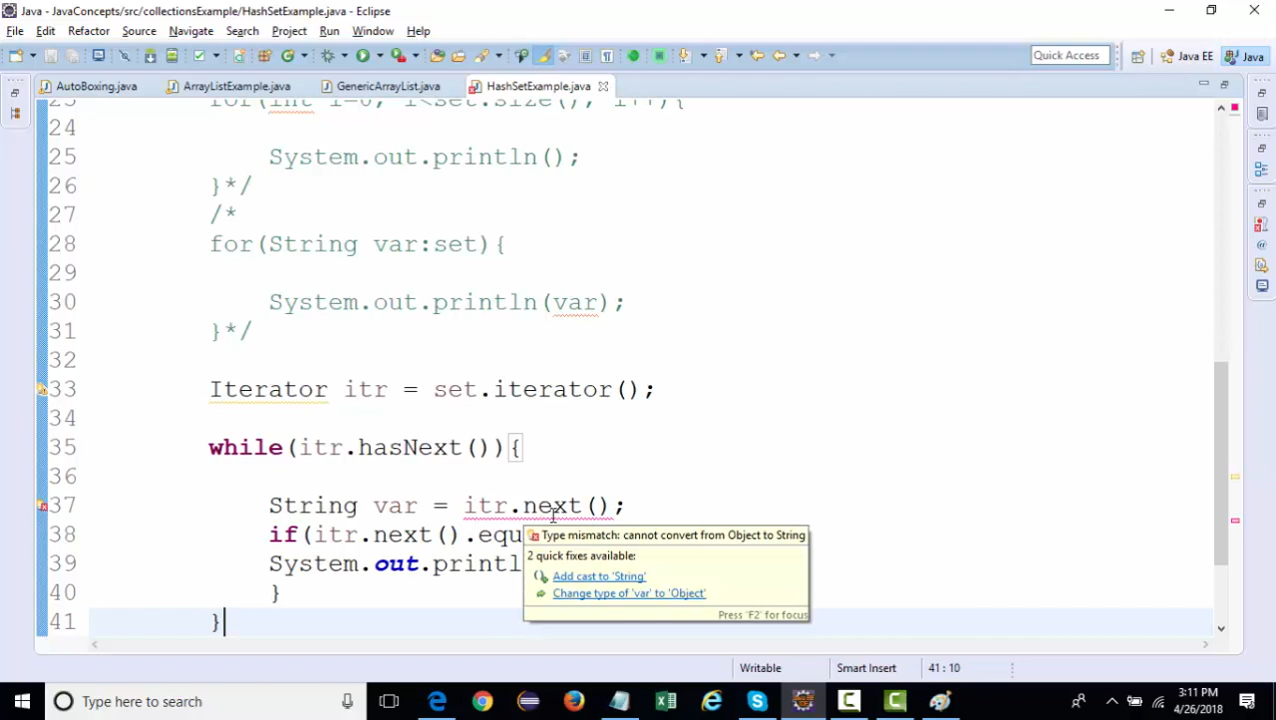 Java - JavaConcepts/src/collectionsExample/HashSetExample.java - Eclipse
File Edit Refactor Source Navigate Search Project Run Window Help
Quick Access Java EE Java
AutoBoxing.java ArrayListExample.java GenericArrayList.java HashSetExample.java
23 for(int i=0; i<set.size(); i++){
24
25 System.out.println();
26 }*/
27 /*
28 for(String var:set){
29
30 System.out.println(var);
31 }*/
32
33 Iterator itr = set.iterator();
34
35 while(itr.hasNext()){
36
37 String var = itr.next();
38 if(itr.next().equ
Type mismatch: cannot convert from Object to String
2 quick fixes available:
39 System.out.printl
Add cast to 'String'
Change type of 'var' to 'Object'
40 }
Press 'F2' for focus
41 }
Writable Smart Insert 41 : 10
Type here to search
3:11 PM
4/26/2018